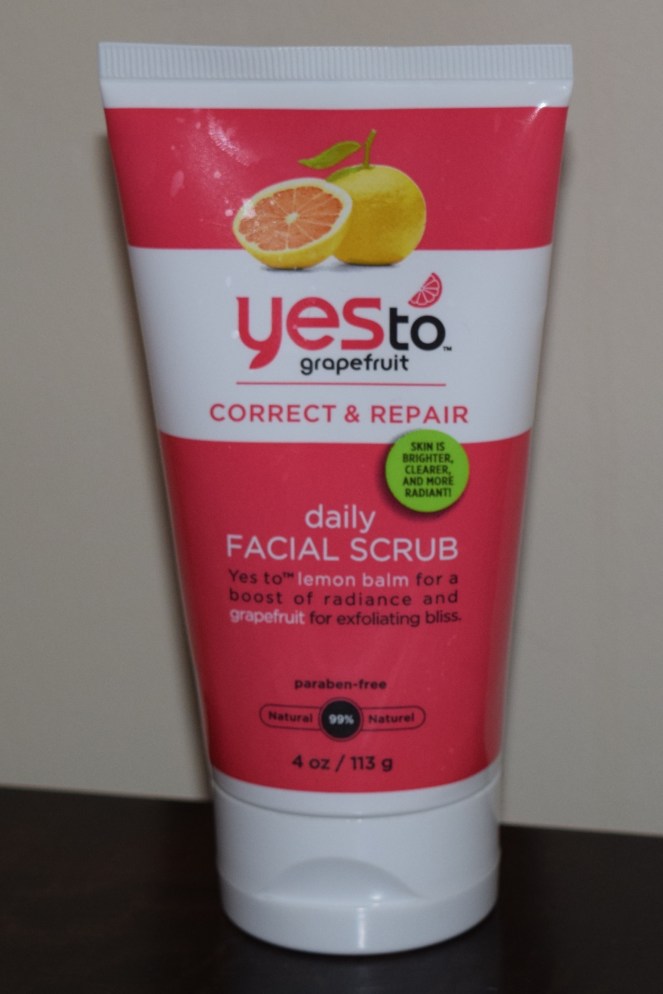 yes to™
grapefruit
CORRECT & REPAIR
SKIN IS
BRIGHTER,
CLEARER,
AND MORE
RADIANT!
daily
FACIAL SCRUB
Yes to™ lemon balm for a
boost of radiance and
grapefruit for exfoliating bliss.
paraben-free
Natural 99% Naturel
4 oz / 113 g